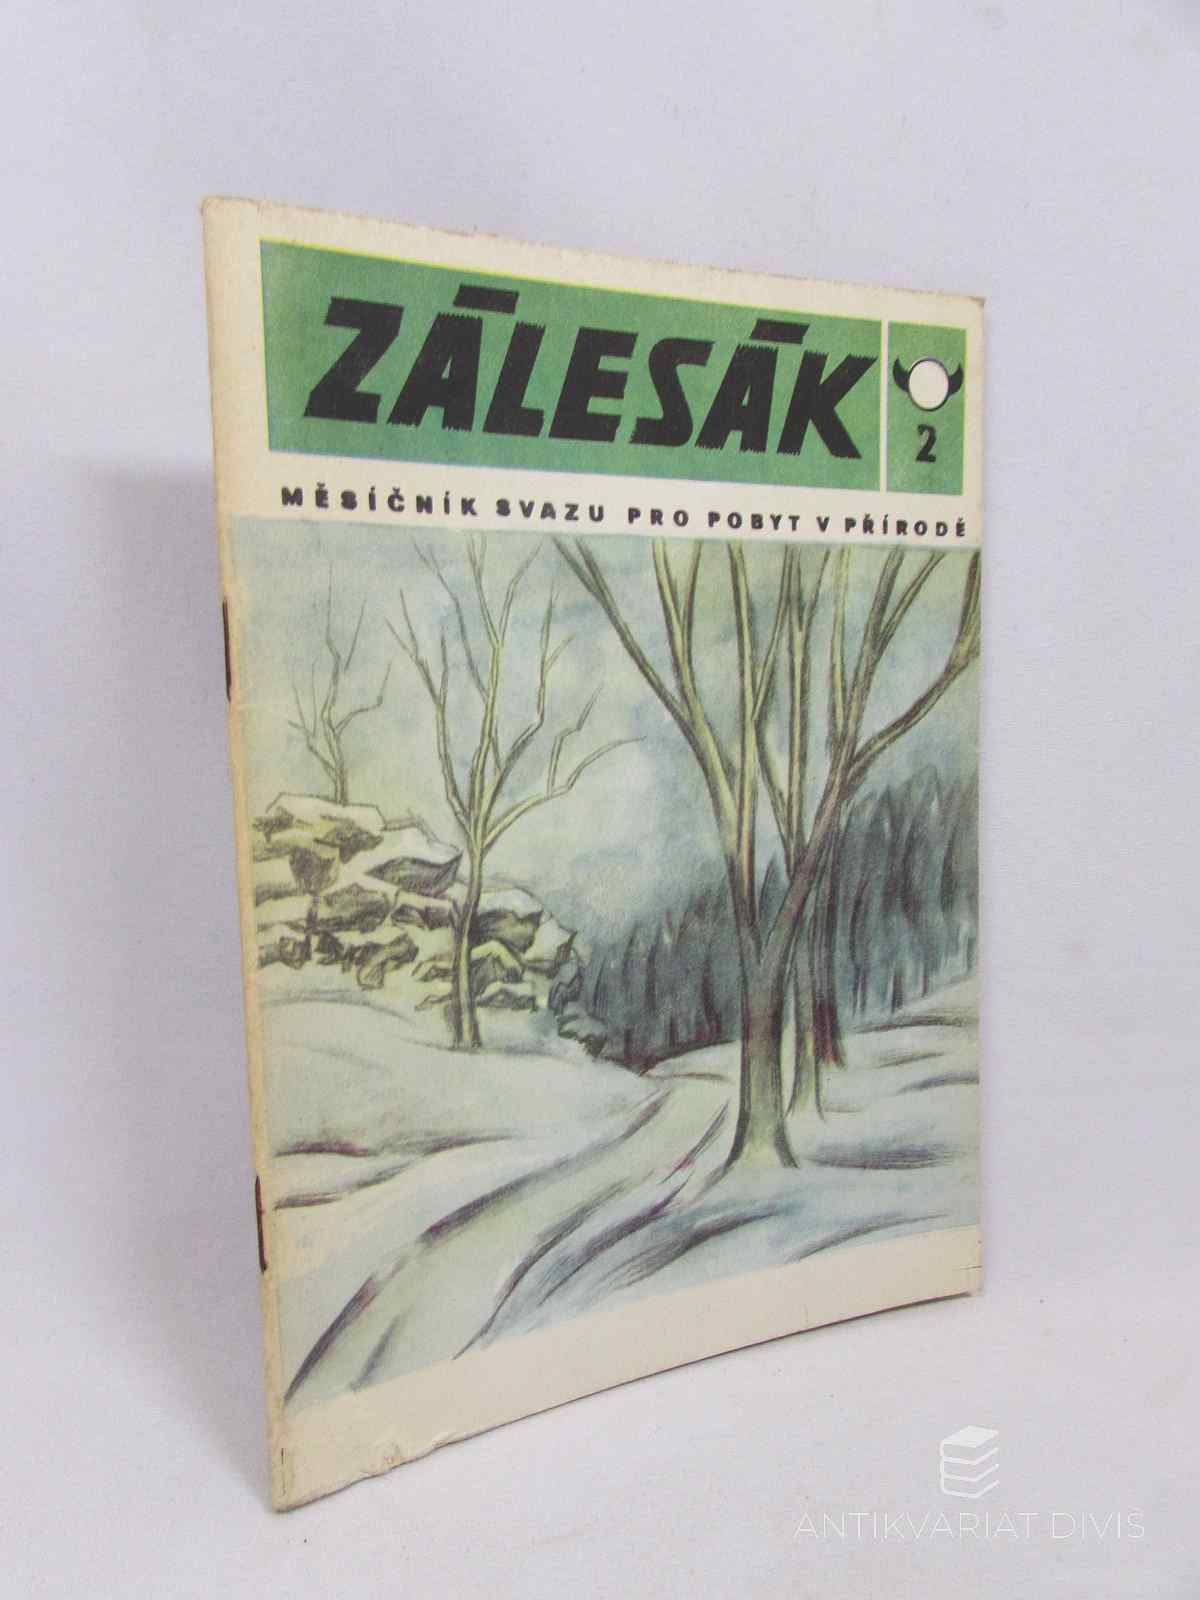 ZÁLESÁK
2
MĚSÍČNÍK SVAZU PRO POBYT V PŘÍRODĚ
ANTIKVARIÁT DIVIŠ